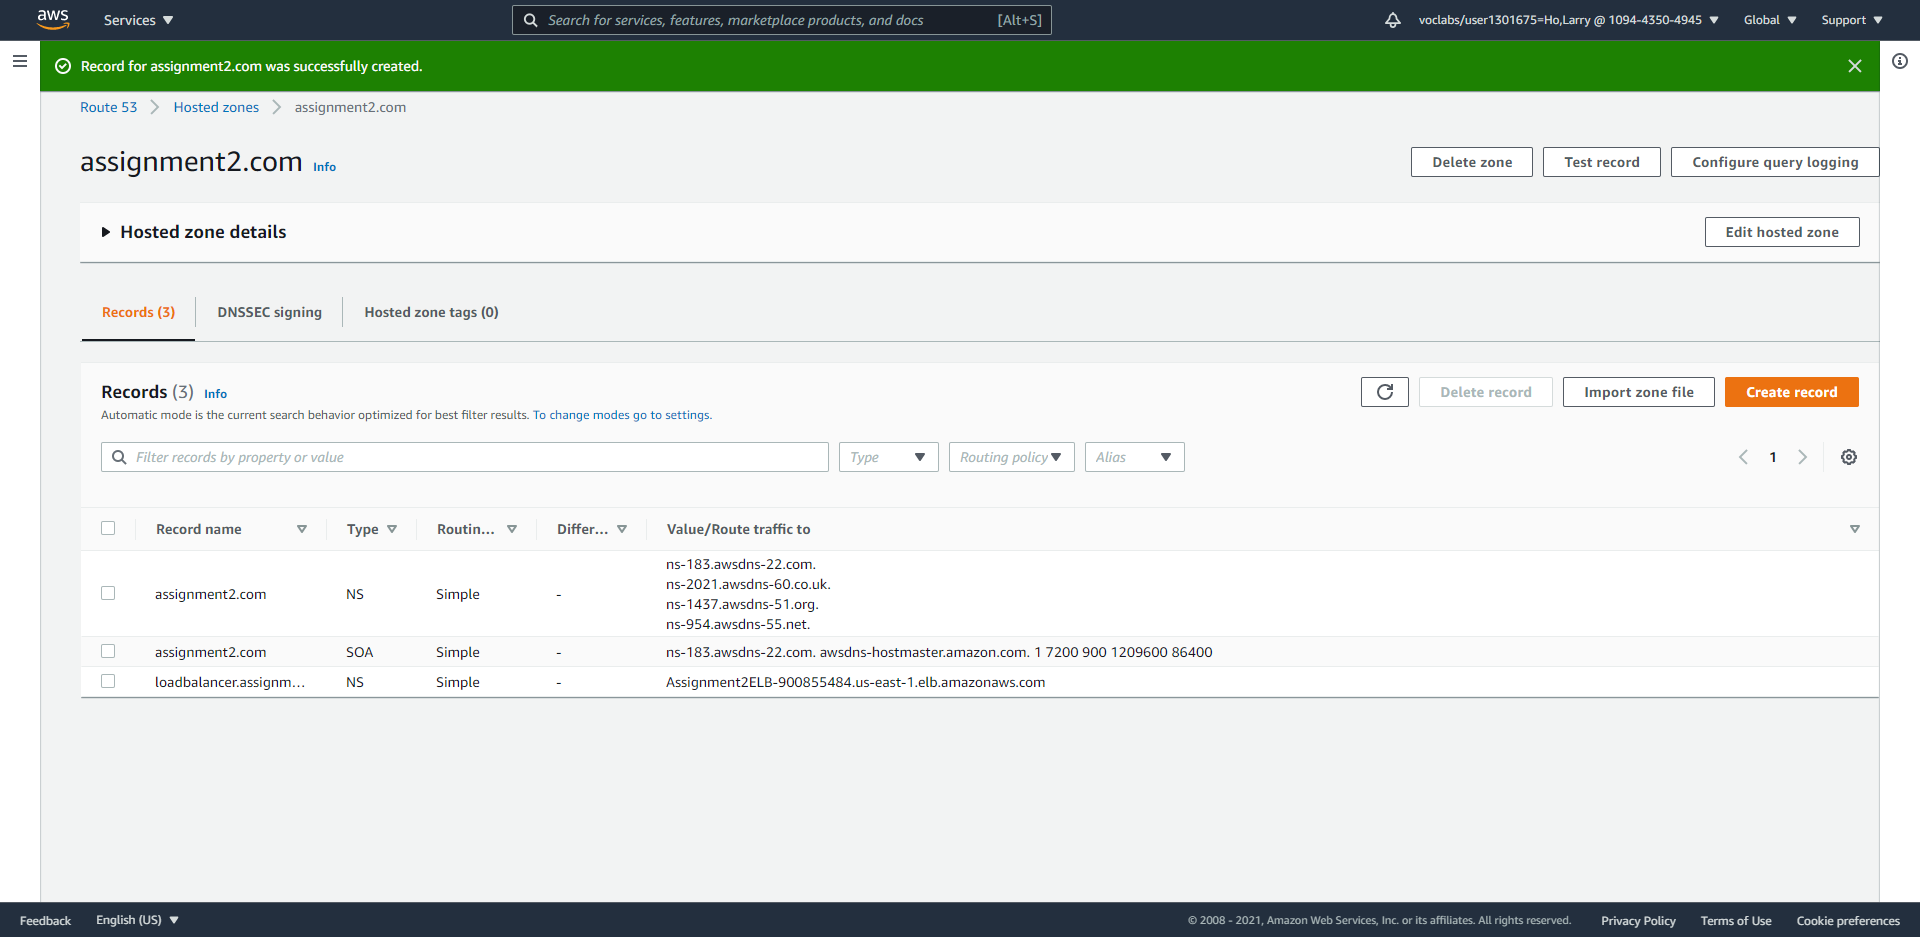 aws Services Search for services, features, marketplace products, and docs [Alt+S] voclabs/user1301675=Ho,Larry @ 1094-4350-4945 Global Support
Record for assignment2.com was successfully created.
Route 53 Hosted zones assignment2.com
assignment2.com Info Delete zone Test record Configure query logging
Hosted zone details Edit hosted zone
Records (3) DNSSEC signing Hosted zone tags (0)
Records (3) Info Delete record Import zone file Create record
Automatic mode is the current search behavior optimized for best filter results. To change modes go to settings.
Filter records by property or value Type Routing policy Alias 1
Record name Type Routin... Differ... Value/Route traffic to
ns-183.awsdns-22.com.
ns-2021.awsdns-60.co.uk.
assignment2.com NS Simple -
ns-1437.awsdns-51.org.
ns-954.awsdns-55.net.
assignment2.com SOA Simple - ns-183.awsdns-22.com. awsdns-hostmaster.amazon.com. 1 7200 900 1209600 86400
loadbalancer.assignm... NS Simple - Assignment2ELB-900855484.us-east-1.elb.amazonaws.com
Feedback English (US) © 2008 - 2021, Amazon Web Services, Inc. or its affiliates. All rights reserved. Privacy Policy Terms of Use Cookie preferences